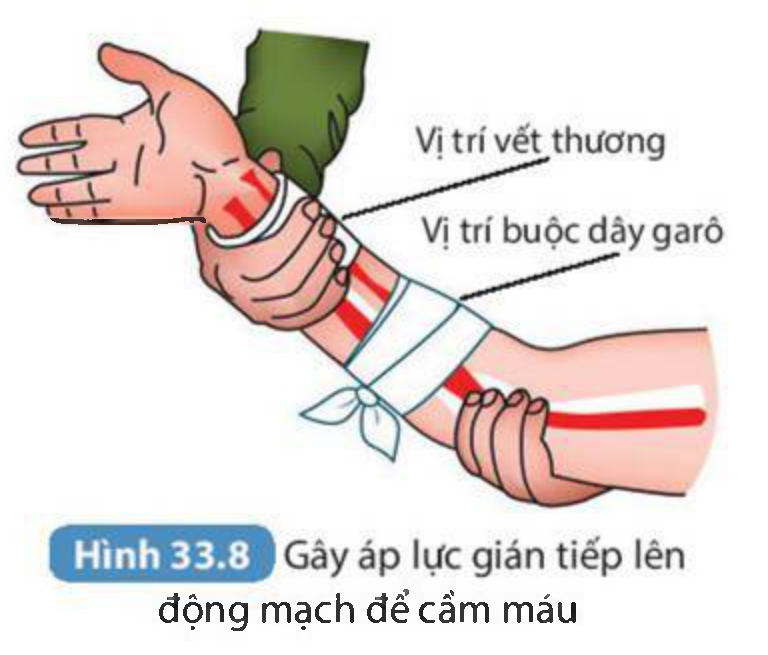 Vị trí vết thương
Vị trí buộc dây garô
Hình 33.8 Gây áp lực gián tiếp lên
động mạch để cầm máu